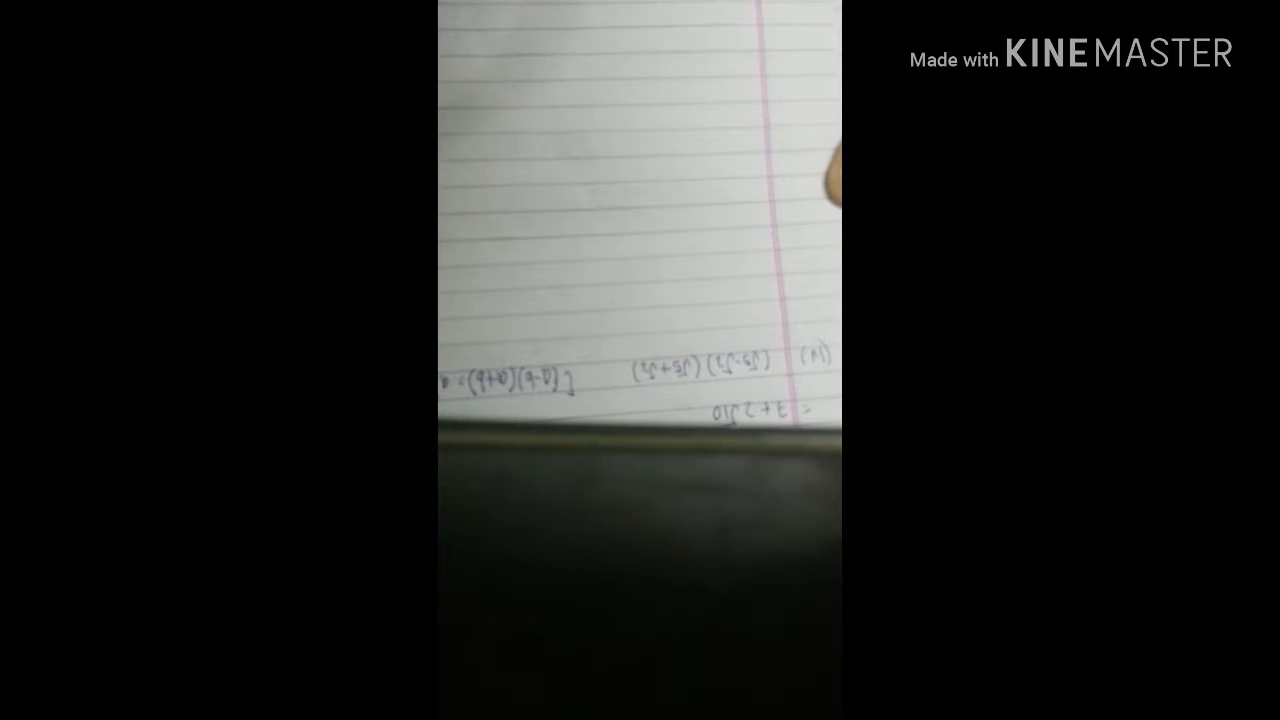 Made with KINEMASTER
= 7 + 2√10
(iv) (√5-√2) (√5+√2) [(a-b)(a+b) = a